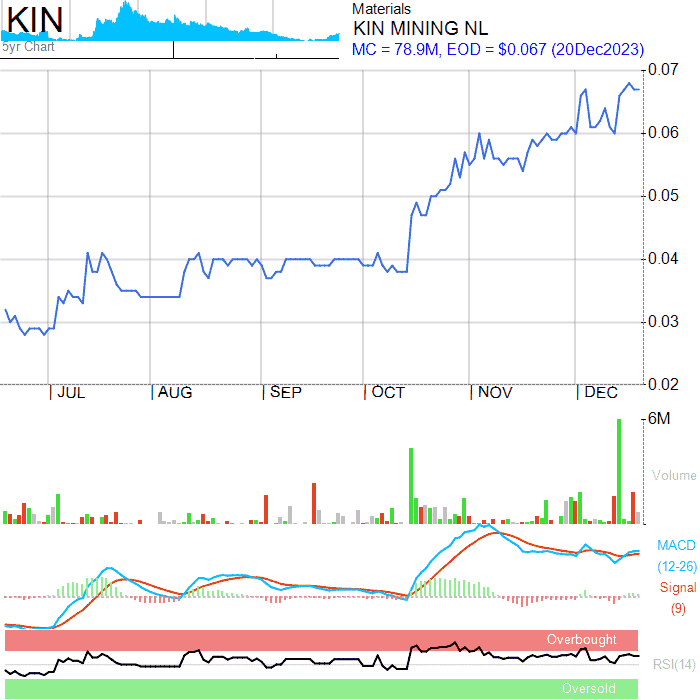 KIN
5yr Chart
Materials
KIN MINING NL
MC = 78.9M, EOD = $0.067 (20Dec2023)
0.07
0.06
0.05
0.04
0.03
0.02
JUL AUG SEP OCT NOV DEC
6M
Volume
MACD
(12-26)
Signal
(9)
Overbought
RSI(14)
Oversold